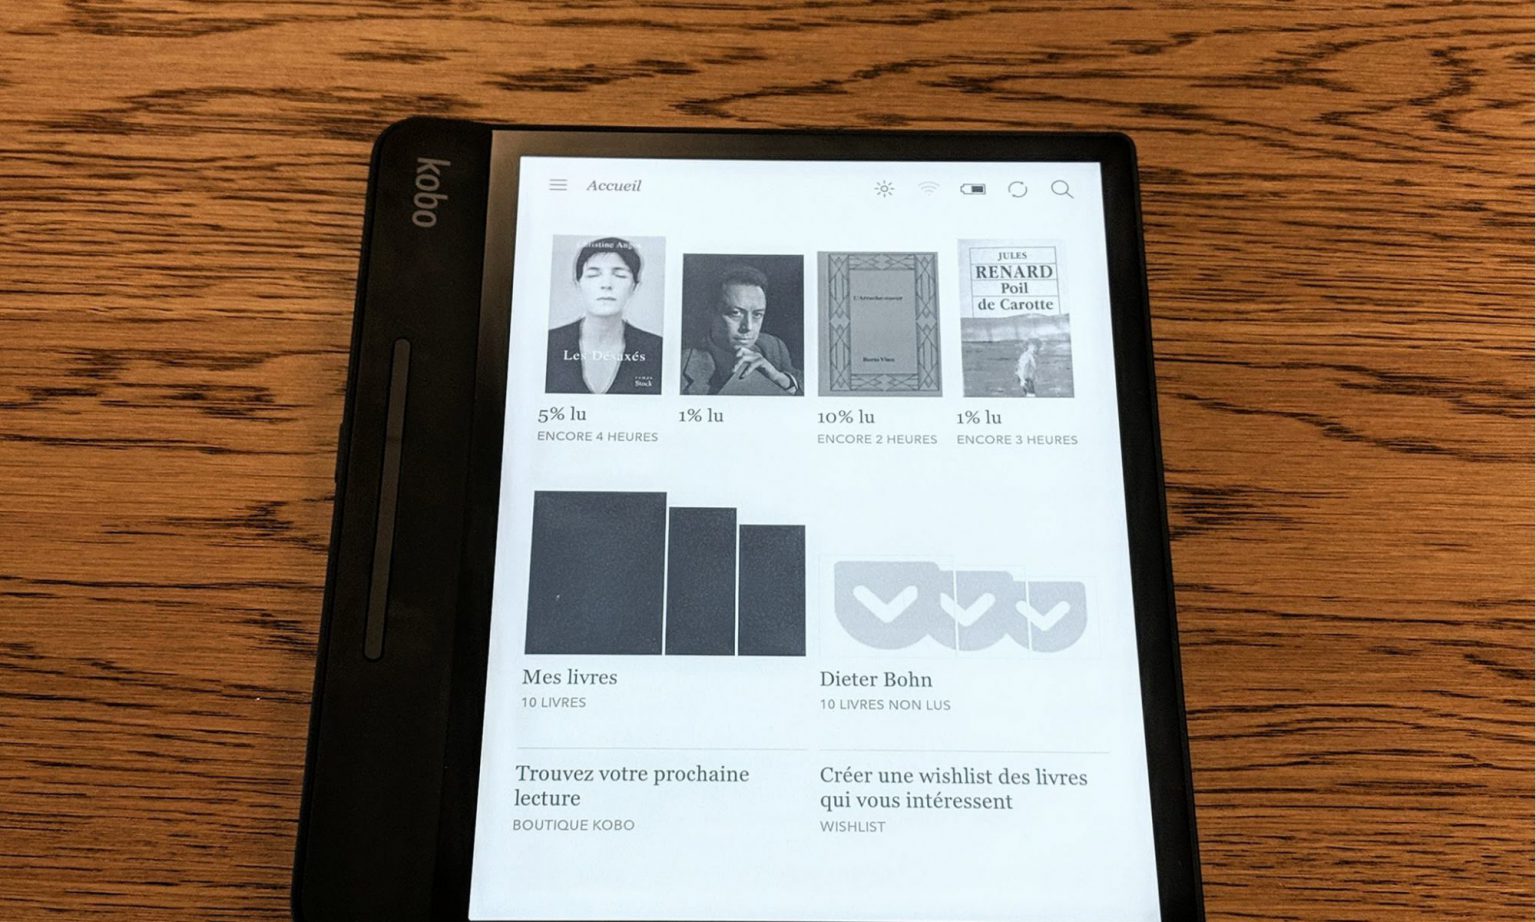 kobo
Accueil
Christine Angot
Les Désaxés
roman
Stock
L'Arrache-coeur
Boris Vian
JULES
RENARD
Poil
de Carotte
5% lu
ENCORE 4 HEURES
1% lu
10% lu
ENCORE 2 HEURES
1% lu
ENCORE 3 HEURES
Mes livres
10 LIVRES
Dieter Bohn
10 LIVRES NON LUS
Trouvez votre prochaine
lecture
BOUTIQUE KOBO
Créer une wishlist des livres
qui vous intéressent
WISHLIST